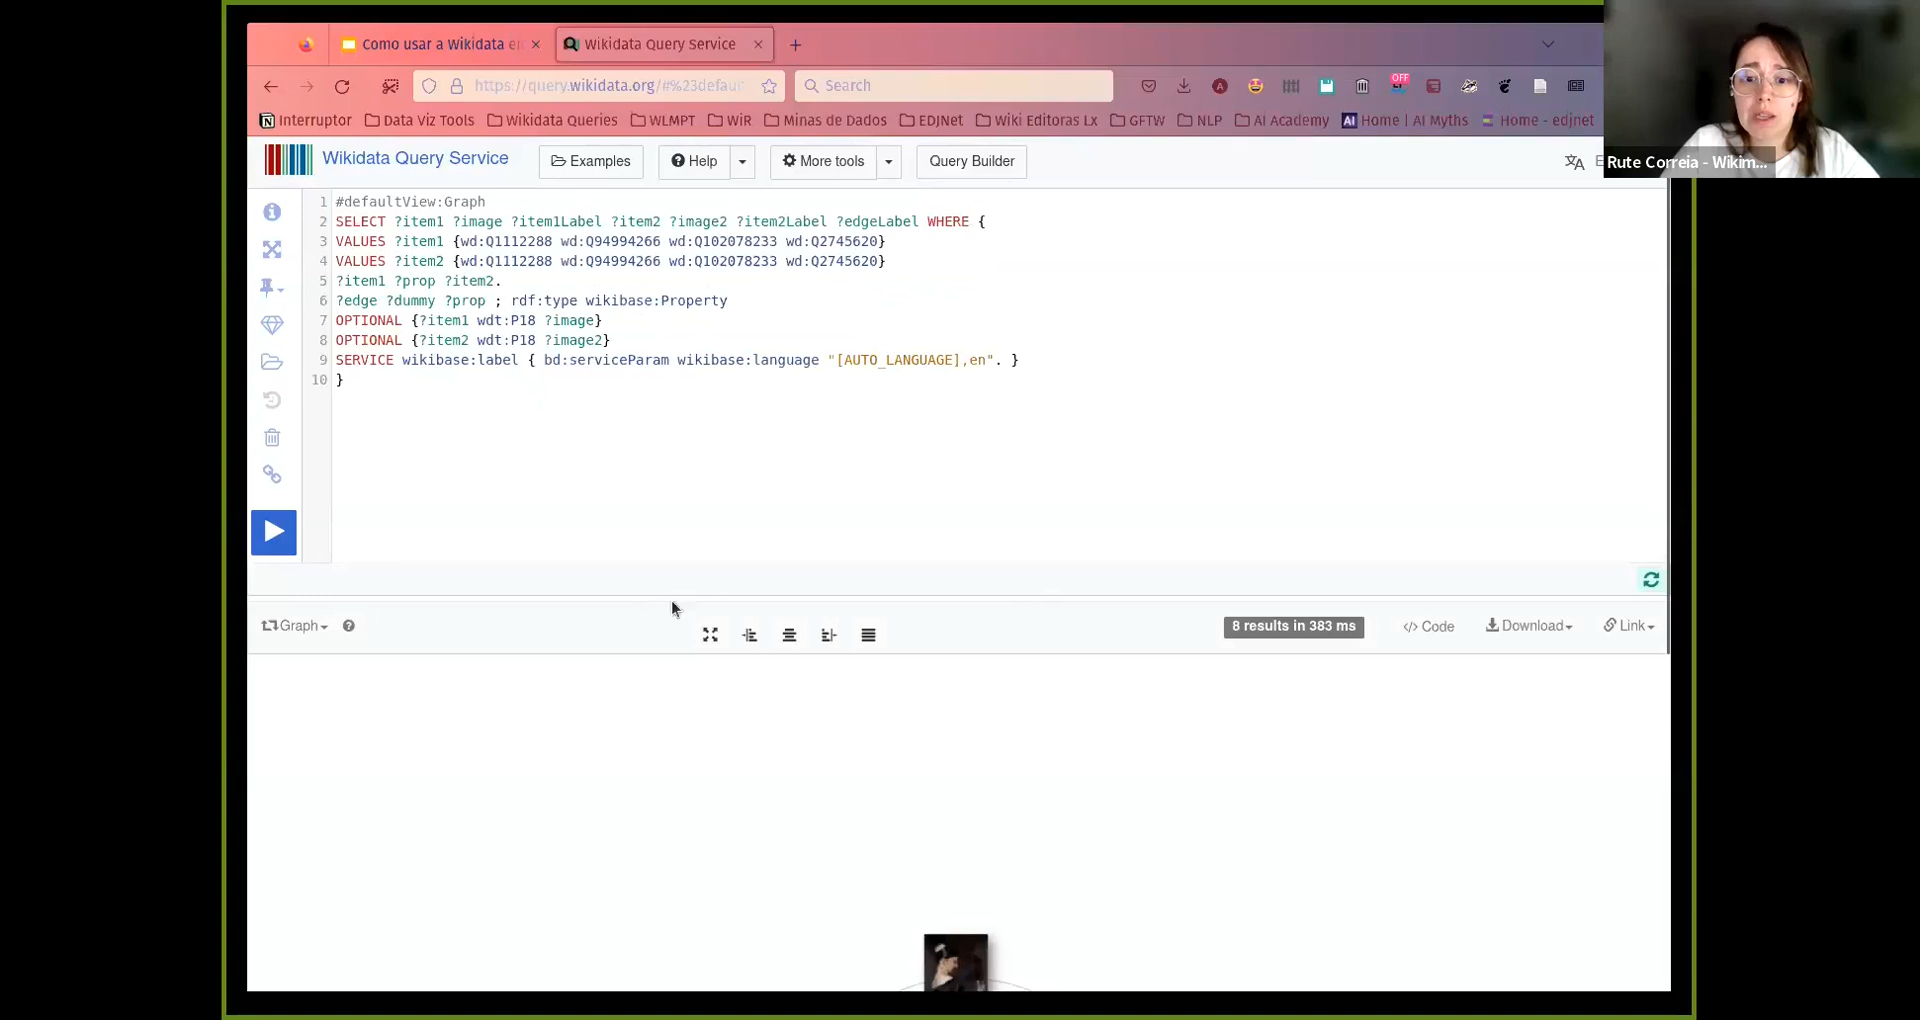 Como usar a Wikidata e
Wikidata Query Service
https://query.wikidata.org/#%23defau
Search
OFF
Interruptor
Data Viz Tools
Wikidata Queries
WLMPT
WiR
Minas de Dados
EDJNet
Wiki Editoras Lx
GFTW
NLP
AI Academy
AI Home | AI Myths
Home - edjnet
Wikidata Query Service
Examples
Help
More tools
Query Builder
Rute Correia - Wikim...
1 #defaultView:Graph
2 SELECT ?item1 ?image ?item1Label ?item2 ?image2 ?item2Label ?edgeLabel WHERE {
3 VALUES ?item1 {wd:Q1112288 wd:Q94994266 wd:Q102078233 wd:Q2745620}
4 VALUES ?item2 {wd:Q1112288 wd:Q94994266 wd:Q102078233 wd:Q2745620}
5 ?item1 ?prop ?item2.
6 ?edge ?dummy ?prop ; rdf:type wikibase:Property
7 OPTIONAL {?item1 wdt:P18 ?image}
8 OPTIONAL {?item2 wdt:P18 ?image2}
9 SERVICE wikibase:label { bd:serviceParam wikibase:language "[AUTO_LANGUAGE],en". }
10 }
Graph
8 results in 383 ms
</> Code
Download
Link